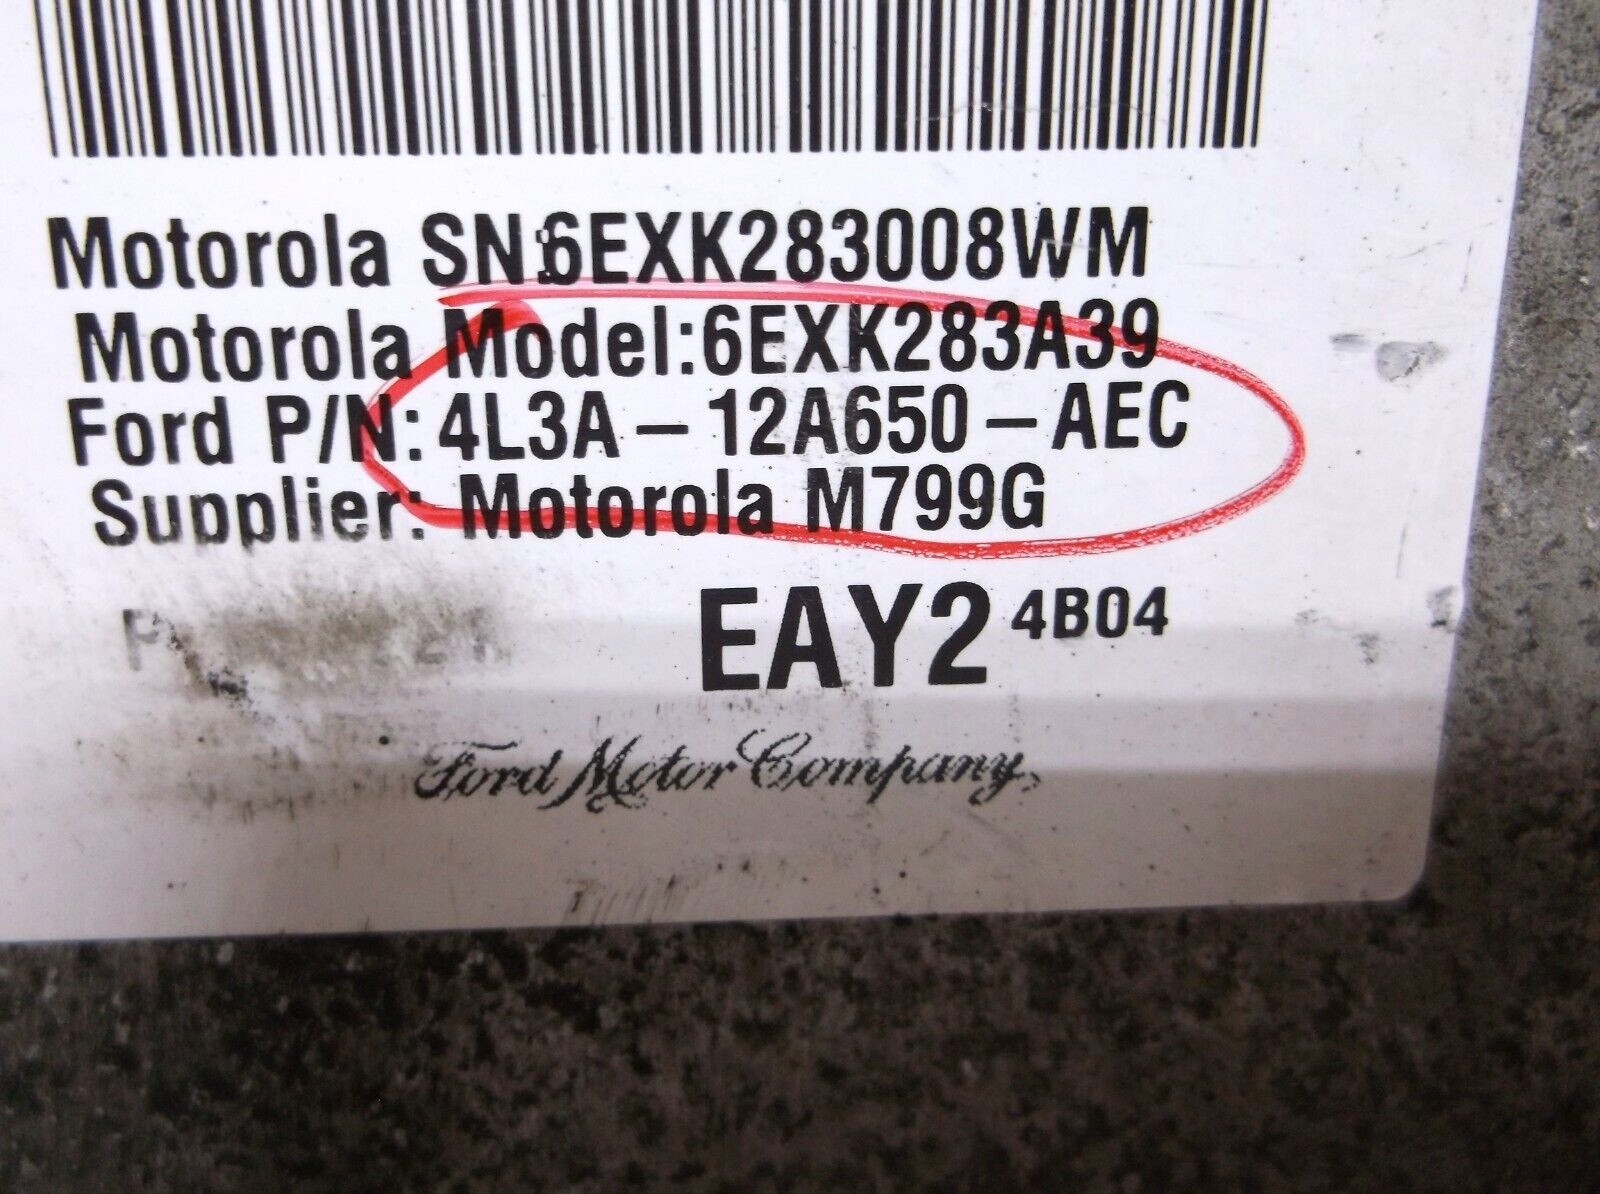 Motorola SN:6EXK283008WM
Motorola Model:6EXK283A39
Ford P/N: 4L3A-12A650-AEC
Supplier: Motorola M799G
EAY2 4B04
Ford Motor Company,